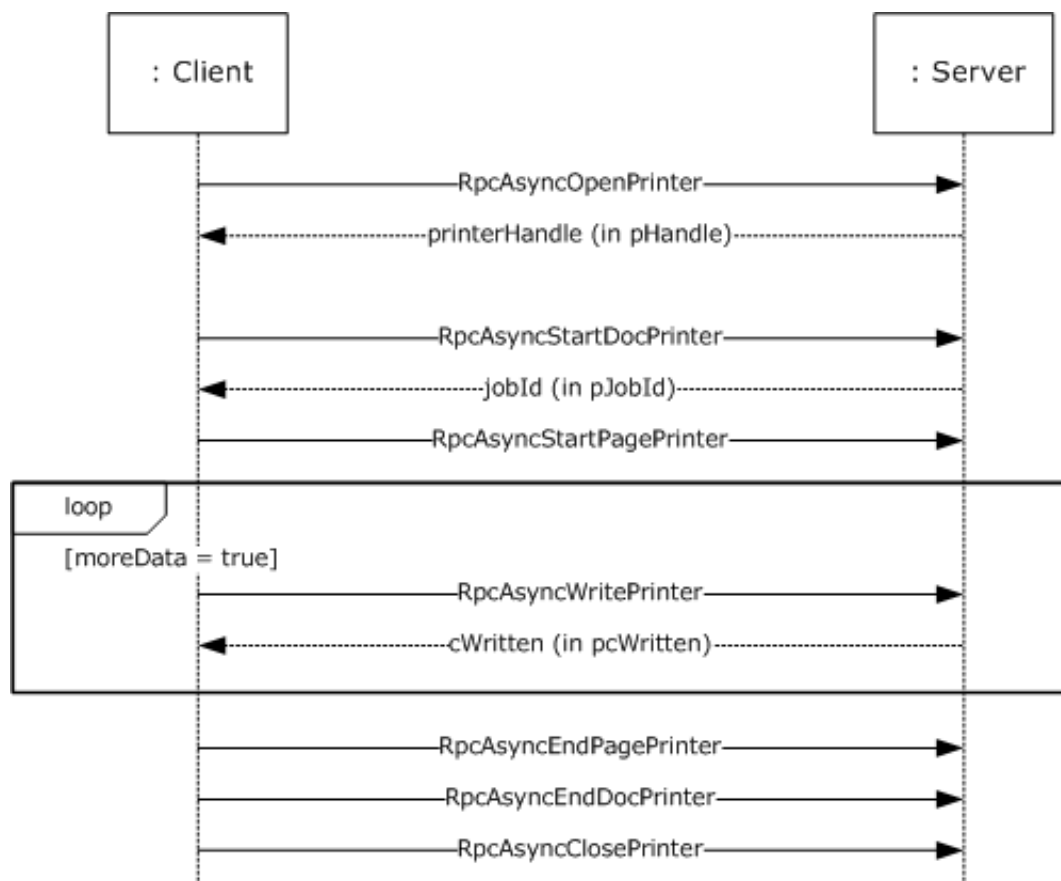 : Client
: Server
RpcAsyncOpenPrinter
printerHandle (in pHandle)
RpcAsyncStartDocPrinter
jobId (in pJobId)
RpcAsyncStartPagePrinter
loop
[moreData = true]
RpcAsyncWritePrinter
cWritten (in pcWritten)
RpcAsyncEndPagePrinter
RpcAsyncEndDocPrinter
RpcAsyncClosePrinter